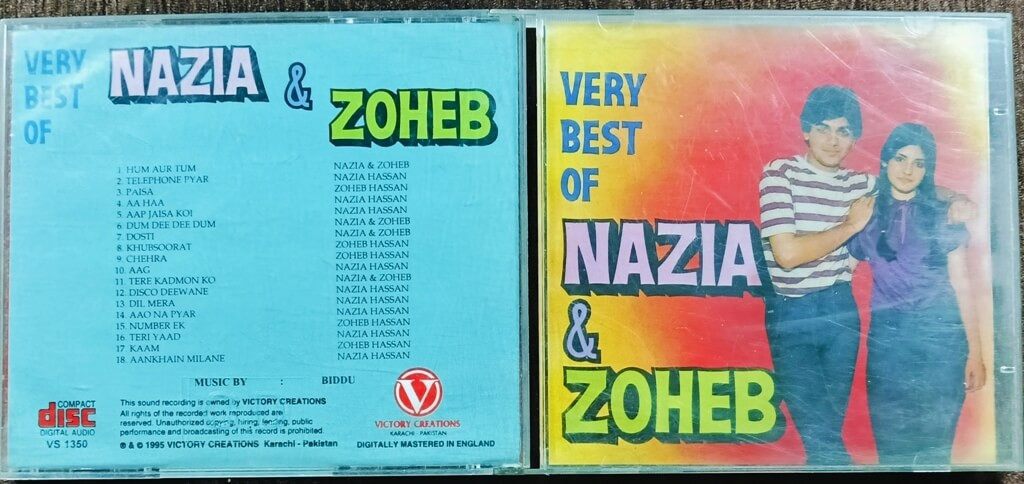 VERY BEST OF NAZIA & ZOHEB
1. HUM AUR TUM NAZIA & ZOHEB
2. TELEPHONE PYAR NAZIA HASSAN
3. PAISA ZOHEB HASSAN
4. AA HAA NAZIA HASSAN
5. AAP JAISA KOI NAZIA HASSAN
6. DUM DEE DEE DUM NAZIA & ZOHEB
7. DOSTI NAZIA & ZOHEB
8. KHUBSOORAT ZOHEB HASSAN
9. CHEHRA ZOHEB HASSAN
10. AAG NAZIA HASSAN
11. TERE KADMON KO NAZIA & ZOHEB
12. DISCO DEEWANE NAZIA HASSAN
13. DIL MERA NAZIA HASSAN
14. AAO NA PYAR NAZIA HASSAN
15. NUMBER EK ZOHEB HASSAN
16. TERI YAAD NAZIA HASSAN
17. KAAM ZOHEB HASSAN
18. AANKHAIN MILANE NAZIA HASSAN
MUSIC BY : BIDDU
COMPACT
disc
DIGITAL AUDIO
VS 1350
This sound recording is owned by VICTORY CREATIONS
All rights of the recorded work reproduced are
reserved. Unauthorized copying, hiring, lending, public
performance and broadcasting of this record is prohibited.
℗ & © 1995 VICTORY CREATIONS Karachi - Pakistan
V
VICTORY CREATIONS
KARACHI - PAKISTAN
DIGITALLY MASTERED IN ENGLAND
VERY
BEST
OF
NAZIA
&
ZOHEB